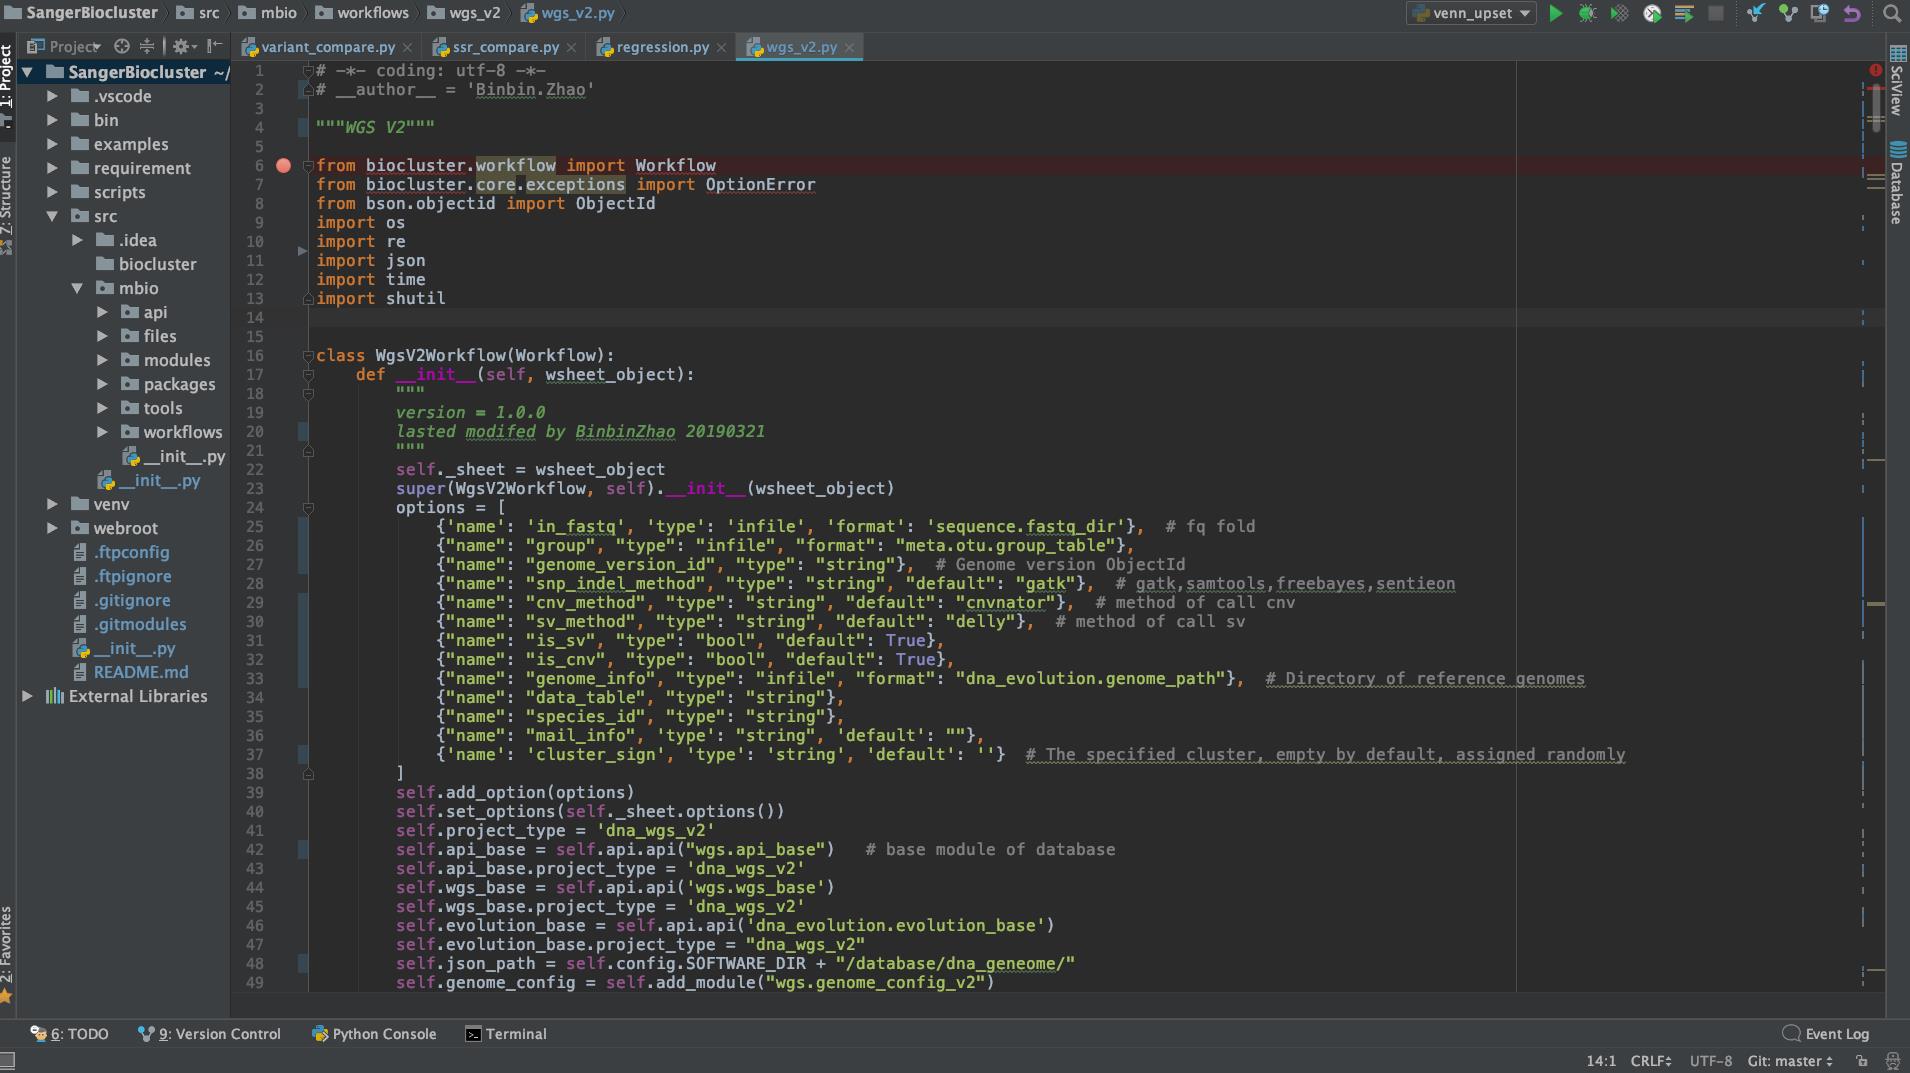 SangerBiocluster src mbio workflows wgs_v2 wgs_v2.py venn_upset
Project variant_compare.py ssr_compare.py regression.py wgs_v2.py
1: Project
7: Structure
2: Favorites
SciView
Database
SangerBiocluster ~/
.vscode
bin
examples
requirement
scripts
src
.idea
biocluster
mbio
api
files
modules
packages
tools
workflows
__init__.py
__init__.py
venv
webroot
.ftpconfig
.ftpignore
.gitignore
.gitmodules
__init__.py
README.md
External Libraries
1 # -*- coding: utf-8 -*-
2 # __author__ = 'Binbin.Zhao'
3
4 """WGS V2"""
5
6 from biocluster.workflow import Workflow
7 from biocluster.core.exceptions import OptionError
8 from bson.objectid import ObjectId
9 import os
10 import re
11 import json
12 import time
13 import shutil
14
15
16 class WgsV2Workflow(Workflow):
17     def __init__(self, wsheet_object):
18         """
19         version = 1.0.0
20         lasted modifed by BinbinZhao 20190321
21         """
22         self._sheet = wsheet_object
23         super(WgsV2Workflow, self).__init__(wsheet_object)
24         options = [
25             {'name': 'in_fastq', 'type': 'infile', 'format': 'sequence.fastq_dir'},  # fq fold
26             {"name": "group", "type": "infile", "format": "meta.otu.group_table"},
27             {"name": "genome_version_id", "type": "string"},  # Genome version ObjectId
28             {"name": "snp_indel_method", "type": "string", "default": "gatk"},  # gatk,samtools,freebayes,sentieon
29             {"name": "cnv_method", "type": "string", "default": "cnvnator"},  # method of call cnv
30             {"name": "sv_method", "type": "string", "default": "delly"},  # method of call sv
31             {"name": "is_sv", "type": "bool", "default": True},
32             {"name": "is_cnv", "type": "bool", "default": True},
33             {"name": "genome_info", "type": "infile", "format": "dna_evolution.genome_path"},  # Directory of reference genomes
34             {"name": "data_table", "type": "string"},
35             {"name": "species_id", "type": "string"},
36             {"name": "mail_info", 'type': "string", 'default': ""},
37             {'name': 'cluster_sign', 'type': 'string', 'default': ''}  # The specified cluster, empty by default, assigned randomly
38         ]
39         self.add_option(options)
40         self.set_options(self._sheet.options())
41         self.project_type = 'dna_wgs_v2'
42         self.api_base = self.api.api("wgs.api_base")   # base module of database
43         self.api_base.project_type = 'dna_wgs_v2'
44         self.wgs_base = self.api.api('wgs.wgs_base')
45         self.wgs_base.project_type = 'dna_wgs_v2'
46         self.evolution_base = self.api.api('dna_evolution.evolution_base')
47         self.evolution_base.project_type = "dna_wgs_v2"
48         self.json_path = self.config.SOFTWARE_DIR + "/database/dna_geneome/"
49         self.genome_config = self.add_module("wgs.genome_config_v2")
6: TODO 9: Version Control Python Console Terminal Event Log
14:1 CRLF UTF-8 Git: master